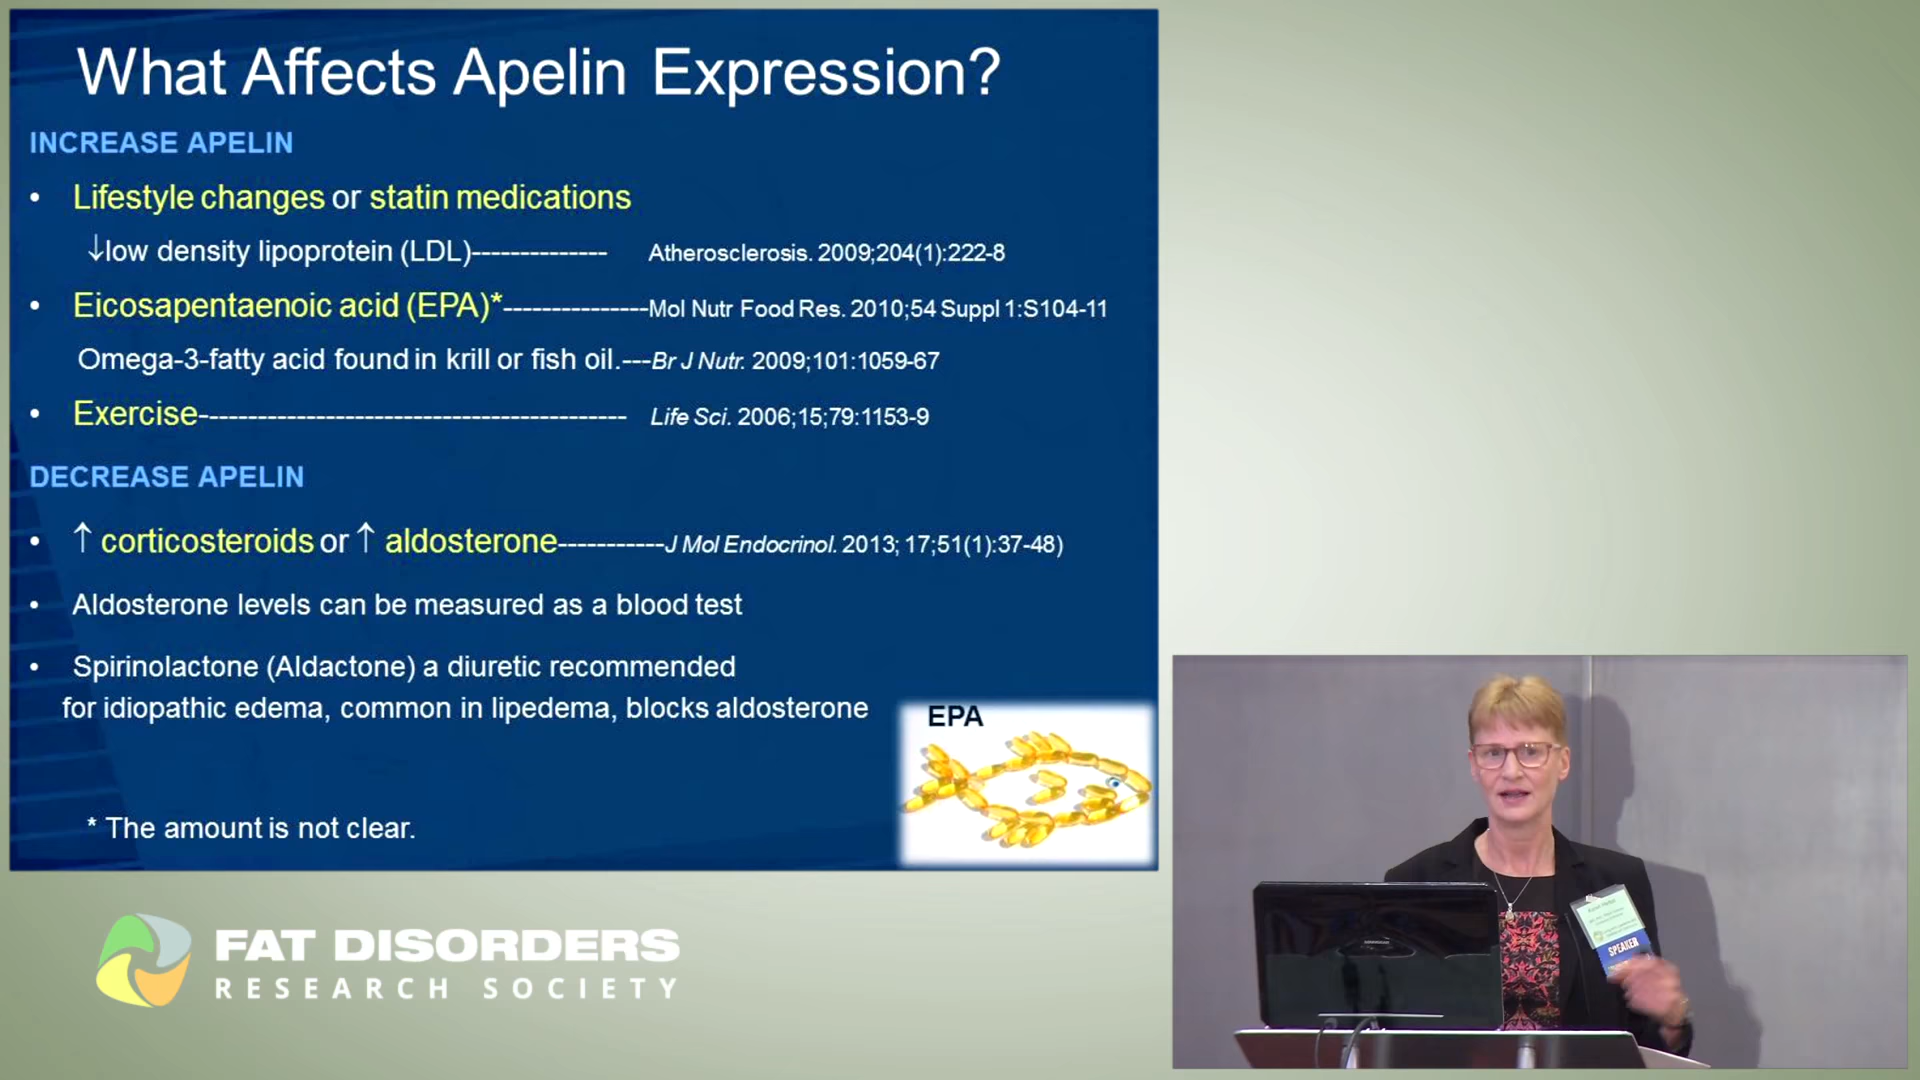 What Affects Apelin Expression?
INCREASE APELIN
• Lifestyle changes or statin medications
↓low density lipoprotein (LDL)-------------- Atherosclerosis. 2009;204(1):222-8
• Eicosapentaenoic acid (EPA)*---------------Mol Nutr Food Res. 2010;54 Suppl 1:S104-11
Omega-3-fatty acid found in krill or fish oil.---Br J Nutr. 2009;101:1059-67
• Exercise-------------------------------------------- Life Sci. 2006;15;79:1153-9
DECREASE APELIN
• ↑ corticosteroids or ↑ aldosterone-----------J Mol Endocrinol. 2013; 17;51(1):37-48)
• Aldosterone levels can be measured as a blood test
• Spirinolactone (Aldactone) a diuretic recommended
for idiopathic edema, common in lipedema, blocks aldosterone
EPA
* The amount is not clear.
FAT DISORDERS
RESEARCH SOCIETY
SPEAKER